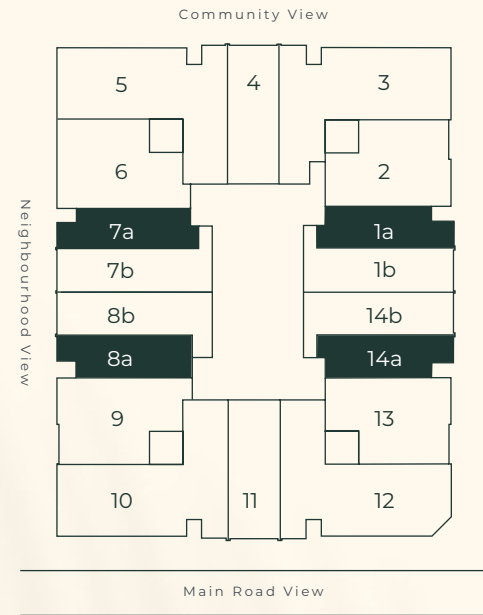 Community View
5
4
3
6
2
7a
1a
7b
1b
8b
14b
8a
14a
9
13
10
11
12
Neighbourhood View
Main Road View